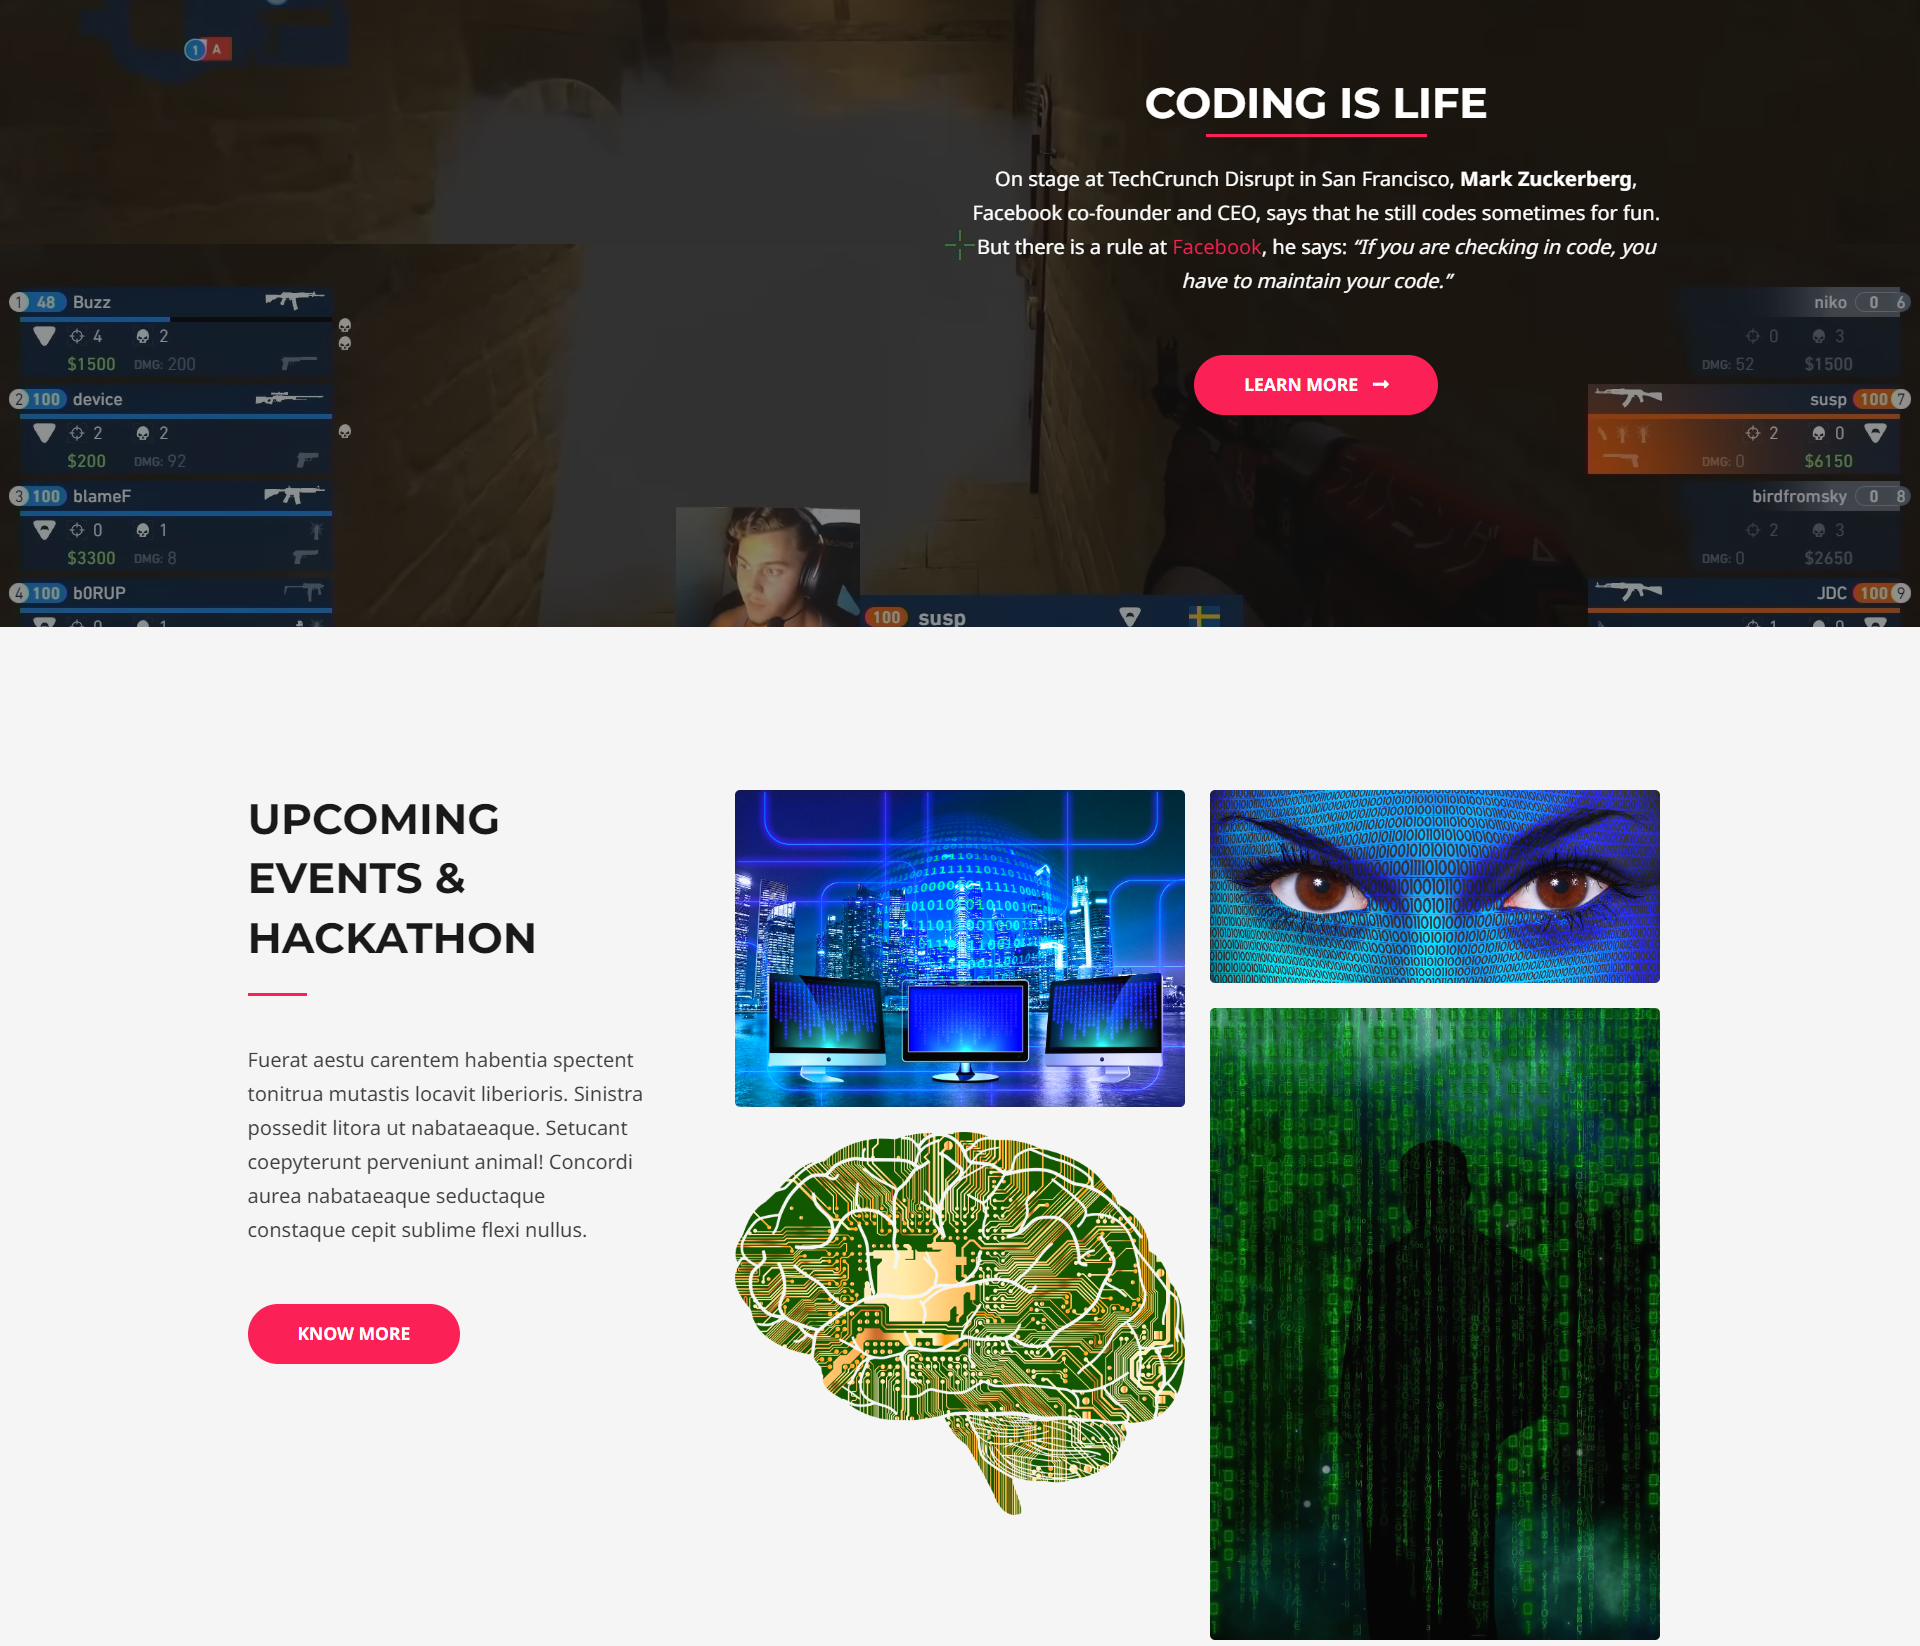 1 A
CODING IS LIFE
On stage at TechCrunch Disrupt in San Francisco, Mark Zuckerberg,
Facebook co-founder and CEO, says that he still codes sometimes for fun.
But there is a rule at Facebook, he says: “If you are checking in code, you
have to maintain your code.”
LEARN MORE
1 48 Buzz
4 2
$1500 DMG: 200
2 100 device
2 2
$200 DMG: 92
3 100 blameF
0 1
$3300 DMG: 8
4 100 b0RUP
0 1
niko 0 6
0 3
DMG: 52 $1500
susp 100 7
2 0
DMG: 0 $6150
birdfromsky 0 8
2 3
DMG: 0 $2650
JDC 100 9
1 0
100 susp
UPCOMING
EVENTS &
HACKATHON
Fuerat aestu carentem habentia spectent
tonitrua mutastis locavit liberioris. Sinistra
possedit litora ut nabataeaque. Setucant
coepyterunt perveniunt animal! Concordi
aurea nabataeaque seductaque
constaque cepit sublime flexi nullus.
KNOW MORE